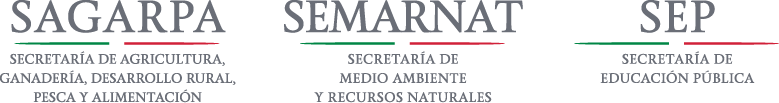 SAGARPA
SECRETARÍA DE AGRICULTURA,
GANADERÍA, DESARROLLO RURAL,
PESCA Y ALIMENTACIÓN
SEMARNAT
SECRETARÍA DE
MEDIO AMBIENTE
Y RECURSOS NATURALES
SEP
SECRETARÍA DE
EDUCACIÓN PÚBLICA